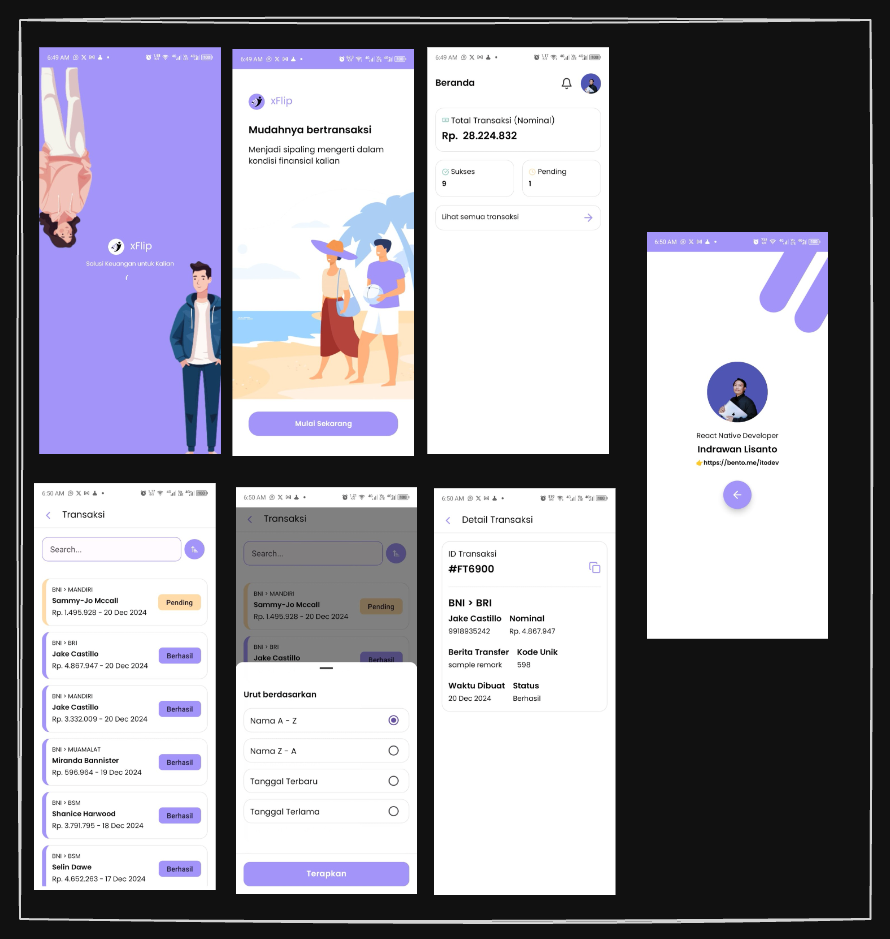 6:49 AM
xFlip
Solusi Keuangan untuk Kalian
6:49 AM
xFlip
Mudahnya bertransaksi
Menjadi sipaling mengerti dalam
kondisi finansial kalian
Mulai Sekarang
6:49 AM
Beranda
Total Transaksi (Nominal)
Rp. 28.224.832
Sukses
9
Pending
1
Lihat semua transaksi
6:50 AM
React Native Developer
Indrawan Lisanto
👉 https://bento.me/itodev
6:50 AM
Transaksi
Search...
BNI > MANDIRI
Sammy-Jo Mccall
Rp. 1.495.928 - 20 Dec 2024
Pending
BNI > BRI
Jake Castillo
Rp. 4.867.947 - 20 Dec 2024
Berhasil
BNI > MANDIRI
Jake Castillo
Rp. 3.332.009 - 20 Dec 2024
Berhasil
BNI > MUAMALAT
Miranda Bannister
Rp. 596.964 - 19 Dec 2024
Berhasil
BNI > BSM
Shanice Harwood
Rp. 3.791.795 - 18 Dec 2024
Berhasil
BNI > BSM
Selin Dawe
Rp. 4.652.263 - 17 Dec 2024
Berhasil
6:50 AM
Transaksi
Search...
BNI > MANDIRI
Sammy-Jo Mccall
Rp. 1.495.928 - 20 Dec 2024
Pending
BNI > BRI
Jake Castillo
Berhasil
Urut berdasarkan
Nama A - Z
Nama Z - A
Tanggal Terbaru
Tanggal Terlama
Terapkan
6:50 AM
Detail Transaksi
ID Transaksi
#FT6900
BNI > BRI
Jake Castillo Nominal
9918935242 Rp. 4.867.947
Berita Transfer Kode Unik
sample remark 598
Waktu Dibuat Status
20 Dec 2024 Berhasil